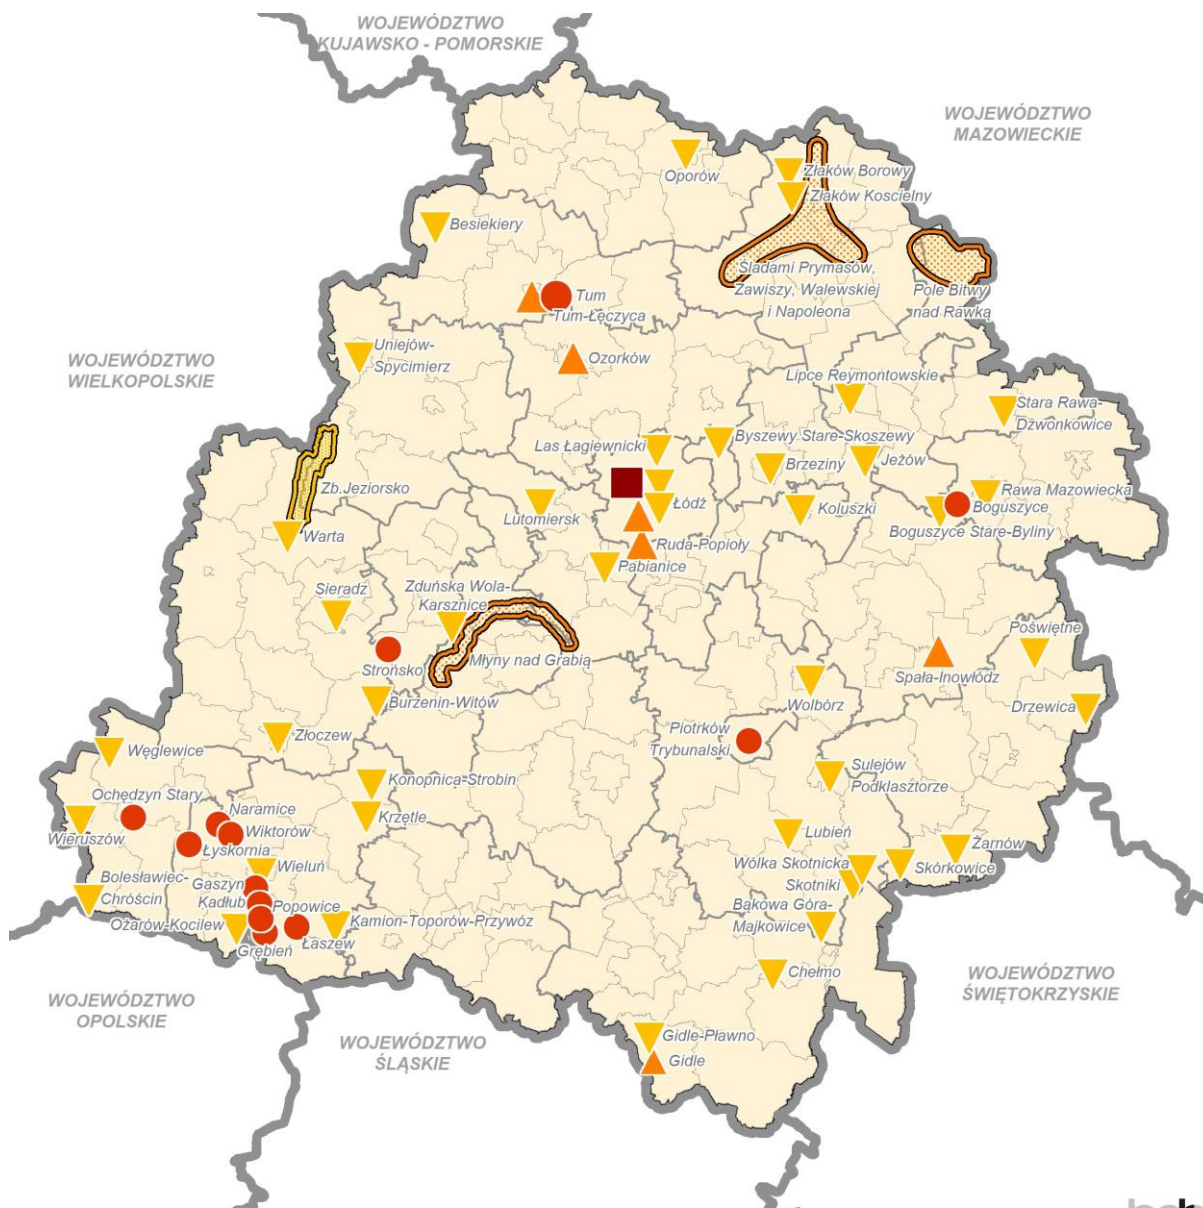 WOJEWÓDZTWO
KUJAWSKO - POMORSKIE
WOJEWÓDZTWO
MAZOWIECKIE
Oporów
Złaków Borowy
Złaków Koscielny
Besiekiery
Śladami Prymasów,
Zawiszy, Walewskiej
i Napoleona
Pole Bitwy
nad Rawką
Tum
Tum-Łęczyca
Uniejów-
Spycimierz
Ozorków
WOJEWÓDZTWO
WIELKOPOLSKIE
Lipce Reymontowskie
Stara Rawa-
Dzwonkowice
Las Łagiewnicki
Byszewy Stare-Skoszewy
Brzeziny
Jeżów
Zb.Jeziorsko
Rawa Mazowiecka
Lutomiersk
Łódź
Koluszki
Boguszyce
Boguszyce Stare-Byliny
Warta
Ruda-Popioły
Pabianice
Sieradz
Zduńska Wola-
Karsznice
Strońsko
Młyny nad Grabią
Poświętne
Spała-Inowłódz
Burzenin-Witów
Wolbórz
Drzewica
Złoczew
Piotrków
Trybunalski
Węglewice
Konopnica-Strobin
Sulejów
Podklasztorze
Ochędzyn Stary
Naramice
Krzętle
Wieruszów
Wiktorów
Łyskornia
Lubień
Żarnów
Bolesławiec-
Chróścin
Gaszyn
Wieluń
Wólka Skotnicka
Skórkowice
Skotniki
Kadłub
Popowice
Bąkowa Góra-
Majkowice
Ożarów-Kocilew
Kamion-Toporów-Przywóz
Grębień
Łaszew
Chełmo
WOJEWÓDZTWO
ŚWIĘTOKRZYSKIE
WOJEWÓDZTWO
OPOLSKIE
WOJEWÓDZTWO
ŚLĄSKIE
Gidle-Pławno
Gidle